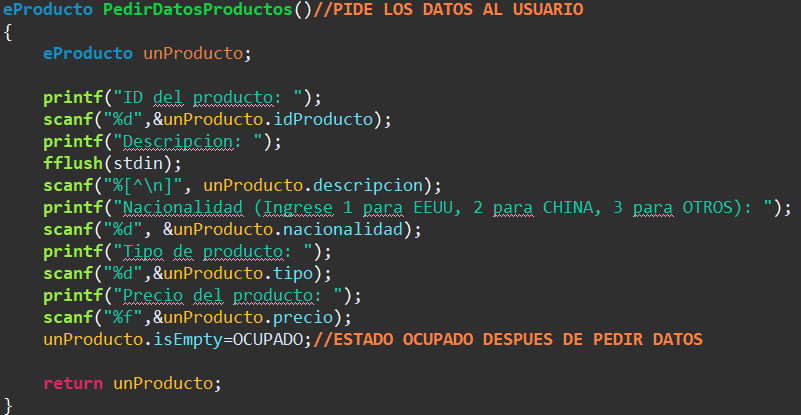 eProducto PedirDatosProductos()//PIDE LOS DATOS AL USUARIO
{
    eProducto unProducto;

    printf("ID del producto: ");
    scanf("%d",&unProducto.idProducto);
    printf("Descripcion: ");
    fflush(stdin);
    scanf("%[^\n]", unProducto.descripcion);
    printf("Nacionalidad (Ingrese 1 para EEUU, 2 para CHINA, 3 para OTROS): ");
    scanf("%d", &unProducto.nacionalidad);
    printf("Tipo de producto: ");
    scanf("%d",&unProducto.tipo);
    printf("Precio del producto: ");
    scanf("%f",&unProducto.precio);
    unProducto.isEmpty=OCUPADO;//ESTADO OCUPADO DESPUES DE PEDIR DATOS

    return unProducto;
}